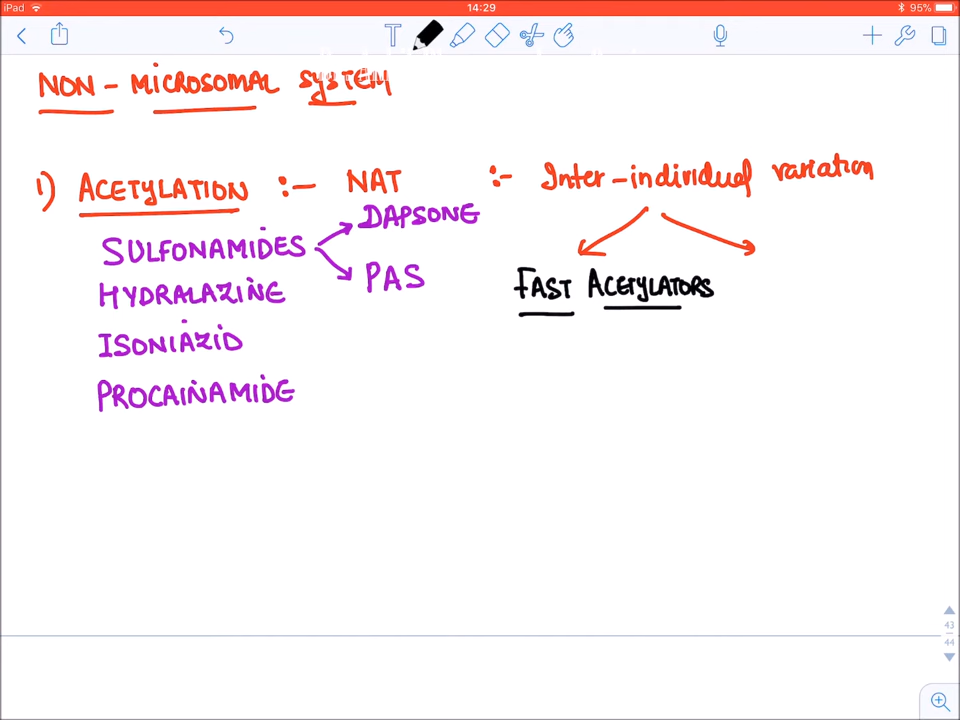 iPad 14:29 95%
T
NON - MICROSOMAL SYSTEM
1) ACETYLATION :- NAT :- Inter-individual variation
SULFONAMIDES DAPSONE
PAS
HYDRALAZINE
ISONIAZID
PROCAINAMIDE
FAST ACETYLATORS
43
44